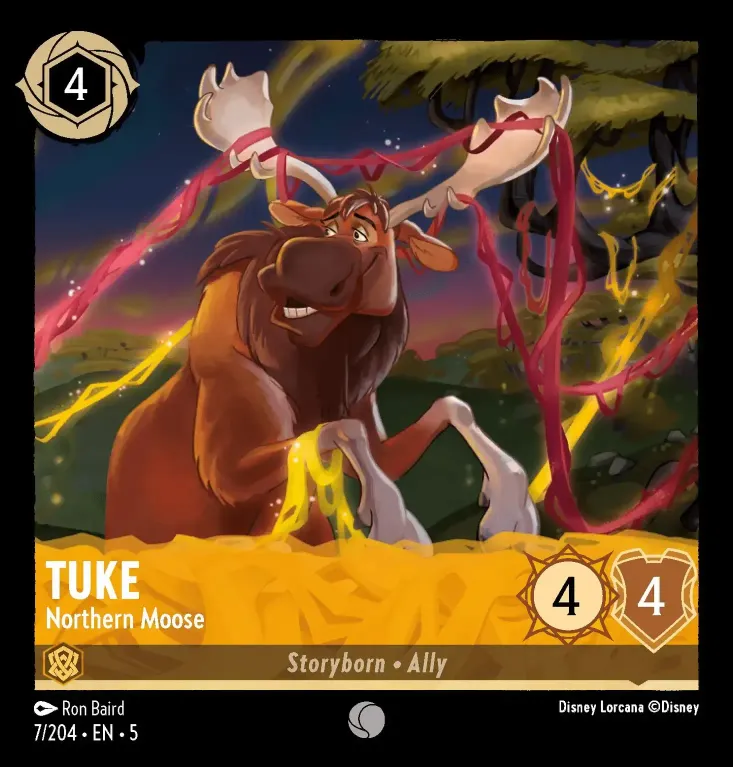 4
TUKE
Northern Moose
4
4
Storyborn • Ally
Ron Baird
Disney Lorcana ©Disney
7/204 • EN • 5